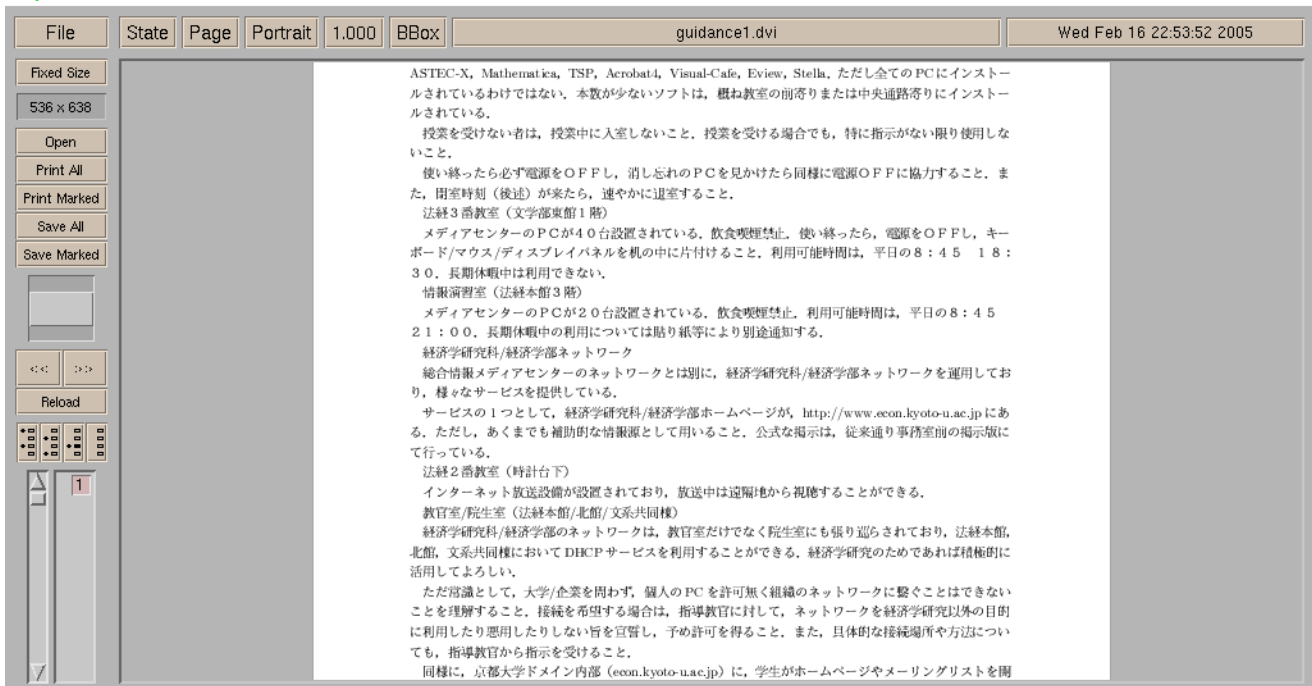 File
State
Page
Portrait
1.000
BBox
guidance1.dvi
Wed Feb 16 22:53:52 2005
Fixed Size
536 x 638
Open
Print All
Print Marked
Save All
Save Marked
<<
>>
Reload
1
ASTEC-X, Mathematica, TSP, Acrobat4, Visual-Cafe, Eview, Stella. ただし全ての PC にインストー
ルされているわけではない．本数が少ないソフトは，概ね教室の前寄りまたは中央通路寄りにインストー
ルされている．
授業を受けない者は，授業中に入室しないこと．授業を受ける場合でも，特に指示がない限り使用しな
いこと．
使い終ったら必ず電源をＯＦＦし，消し忘れのＰＣを見かけたら同様に電源ＯＦＦに協力すること．ま
た，閉室時刻（後述）が来たら，速やかに退室すること．
法経３番教室（文学部東館１階）
メディアセンターのＰＣが４０台設置されている．飲食喫煙禁止．使い終ったら，電源をＯＦＦし，キー
ボード/マウス/ディスプレイパネルを机の中に片付けること．利用可能時間は，平日の８：４５　１８：
３０．長期休暇中は利用できない．
情報演習室（法経本館３階）
メディアセンターのＰＣが２０台設置されている．飲食喫煙禁止．利用可能時間は，平日の８：４５
２１：００．長期休暇中の利用については貼り紙等により別途通知する．
経済学研究科/経済学部ネットワーク
総合情報メディアセンターのネットワークとは別に，経済学研究科/経済学部ネットワークを運用してお
り，様々なサービスを提供している．
サービスの１つとして，経済学研究科/経済学部ホームページが，http://www.econ.kyoto-u.ac.jp にあ
る．ただし，あくまでも補助的な情報源として用いること．公式な掲示は，従来通り事務室前の掲示版に
て行っている．
法経２番教室（時計台下）
インターネット放送設備が設置されており，放送中は遠隔地から視聴することができる．
教官室/院生室（法経本館/北館/文系共同棟）
経済学研究科/経済学部のネットワークは，教官室だけでなく院生室にも張り巡らされており，法経本館，
北館，文系共同棟において DHCP サービスを利用することができる．経済学研究のためであれば積極的に
活用してよろしい．
ただ常識として，大学/企業を問わず，個人の PC を許可無く組織のネットワークに繋ぐことはできない
ことを理解すること．接続を希望する場合は，指導教官に対して，ネットワークを経済学研究以外の目的
に利用したり悪用したりしない旨を宣誓し，予め許可を得ること．また，具体的な接続場所や方法につい
ても，指導教官から指示を受けること．
同様に，京都大学ドメイン内部（econ.kyoto-u.ac.jp）に，学生がホームページやメーリングリストを開